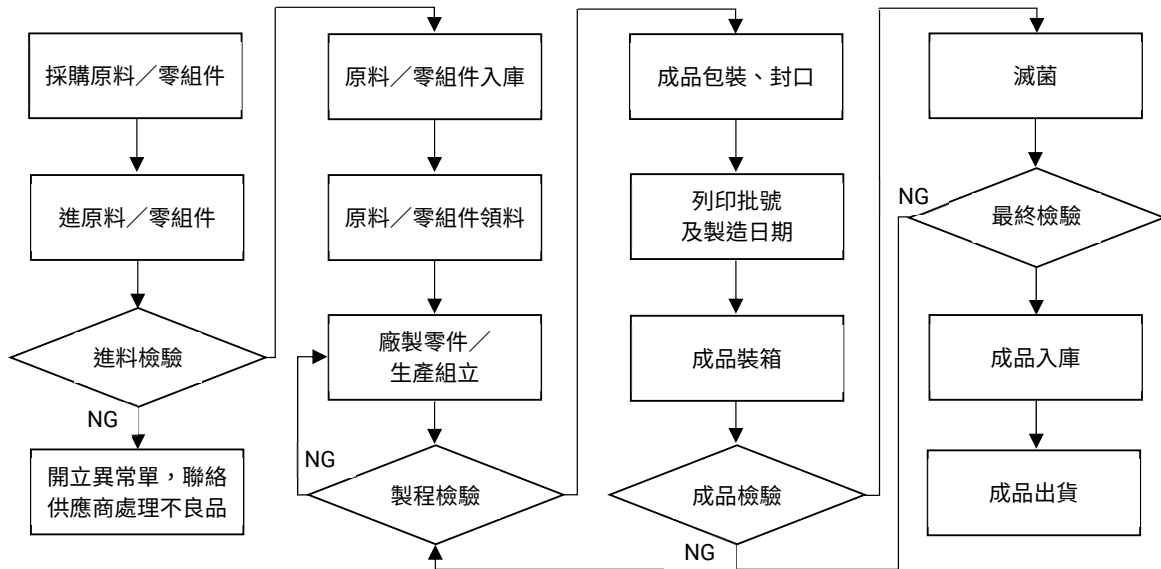 採購原料／零組件
進原料／零組件
進料檢驗
NG
開立異常單，聯絡
供應商處理不良品
原料／零組件入庫
原料／零組件領料
廠製零件／
生產組立
NG
製程檢驗
成品包裝、封口
列印批號
及製造日期
成品裝箱
成品檢驗
NG
滅菌
NG
最終檢驗
成品入庫
成品出貨